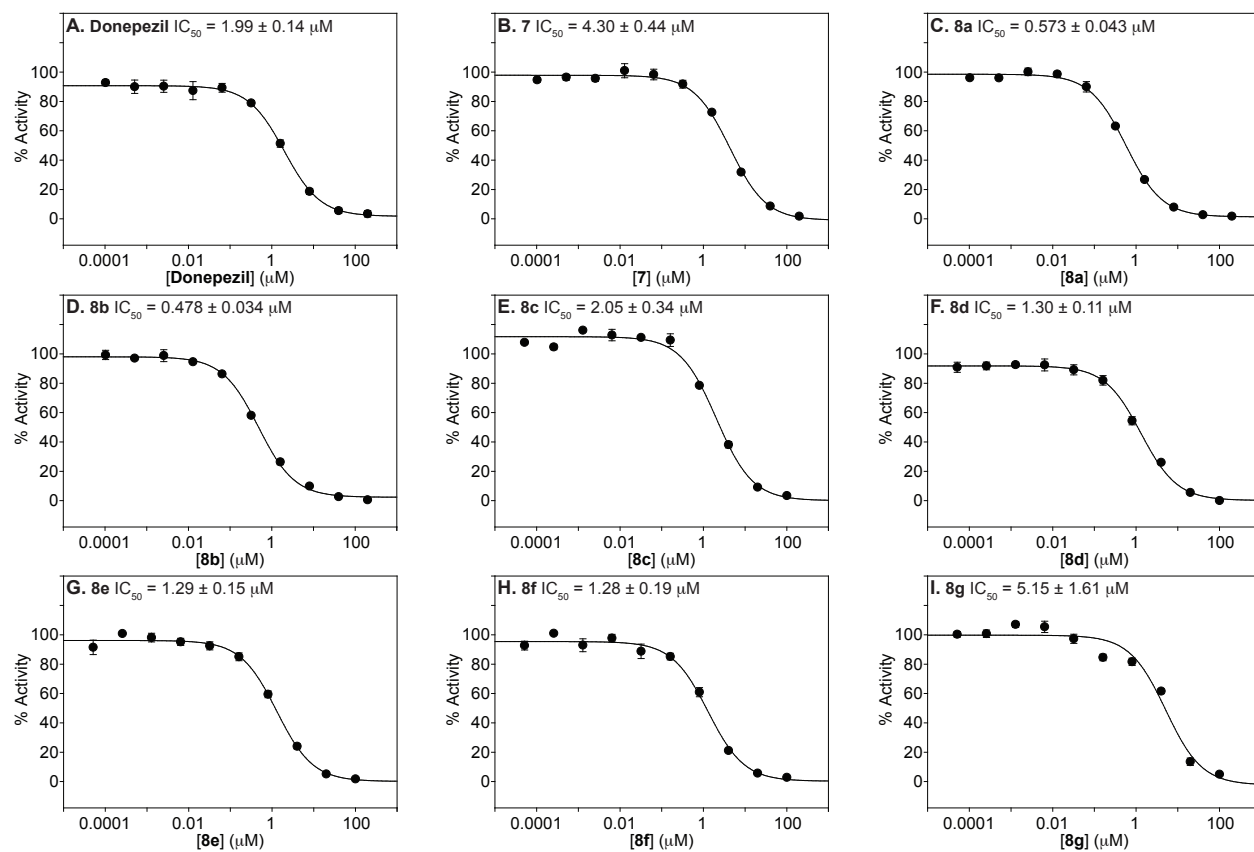 A. Donepezil IC50 = 1.99 ± 0.14 μM
% Activity
100
80
60
40
20
0
0.0001 0.01 1 100
[Donepezil] (μM)
B. 7 IC50 = 4.30 ± 0.44 μM
% Activity
100
80
60
40
20
0
0.0001 0.01 1 100
[7] (μM)
C. 8a IC50 = 0.573 ± 0.043 μM
% Activity
100
80
60
40
20
0
0.0001 0.01 1 100
[8a] (μM)
D. 8b IC50 = 0.478 ± 0.034 μM
% Activity
100
80
60
40
20
0
0.0001 0.01 1 100
[8b] (μM)
E. 8c IC50 = 2.05 ± 0.34 μM
% Activity
100
80
60
40
20
0
0.0001 0.01 1 100
[8c] (μM)
F. 8d IC50 = 1.30 ± 0.11 μM
% Activity
100
80
60
40
20
0
0.0001 0.01 1 100
[8d] (μM)
G. 8e IC50 = 1.29 ± 0.15 μM
% Activity
100
80
60
40
20
0
0.0001 0.01 1 100
[8e] (μM)
H. 8f IC50 = 1.28 ± 0.19 μM
% Activity
100
80
60
40
20
0
0.0001 0.01 1 100
[8f] (μM)
I. 8g IC50 = 5.15 ± 1.61 μM
% Activity
100
80
60
40
20
0
0.0001 0.01 1 100
[8g] (μM)